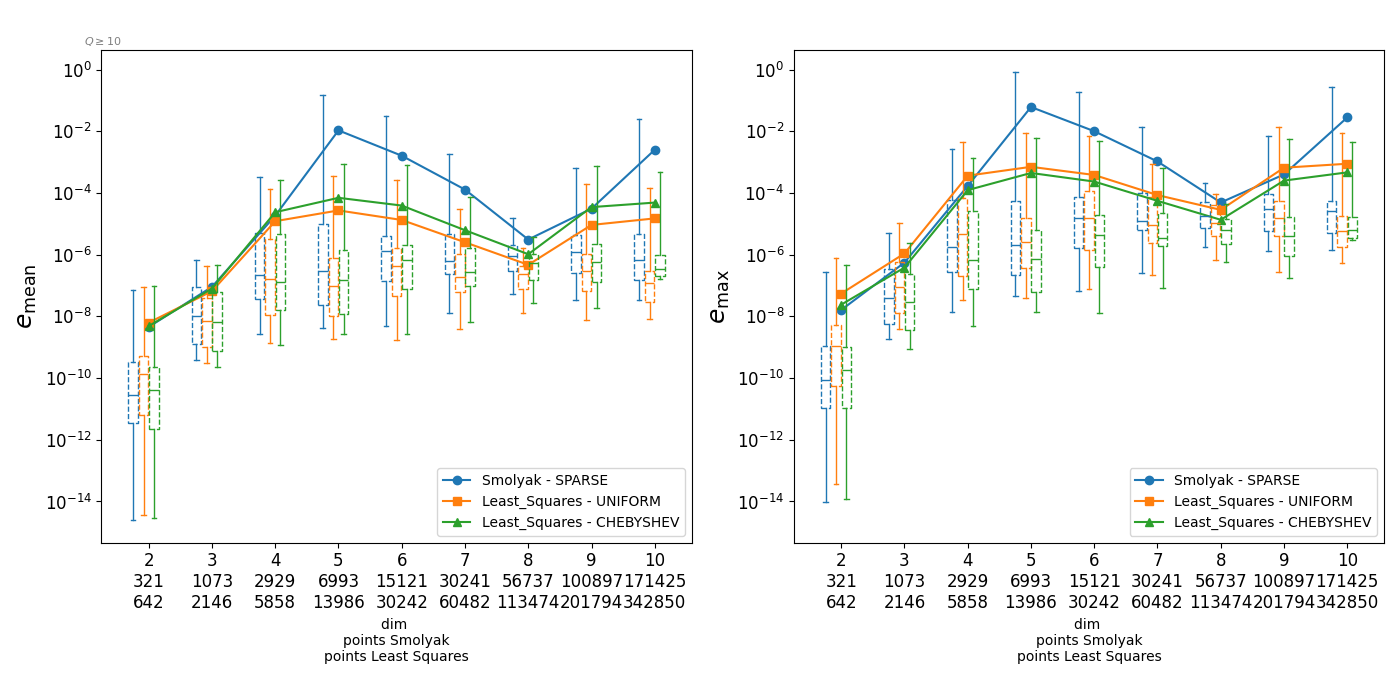 Q ≥ 10
10^0
10^−2
10^−4
10^−6
10^−8
10^−10
10^−12
10^−14
e_mean
Smolyak - SPARSE
Least_Squares - UNIFORM
Least_Squares - CHEBYSHEV
2 3 4 5 6 7 8 9 10
321 1073 2929 6993 15121 30241 56737 100897 171425
642 2146 5858 13986 30242 60482 113474 201794 342850
dim
points Smolyak
points Least Squares
10^0
10^−2
10^−4
10^−6
10^−8
10^−10
10^−12
10^−14
e_max
Smolyak - SPARSE
Least_Squares - UNIFORM
Least_Squares - CHEBYSHEV
2 3 4 5 6 7 8 9 10
321 1073 2929 6993 15121 30241 56737 100897 171425
642 2146 5858 13986 30242 60482 113474 201794 342850
dim
points Smolyak
points Least Squares